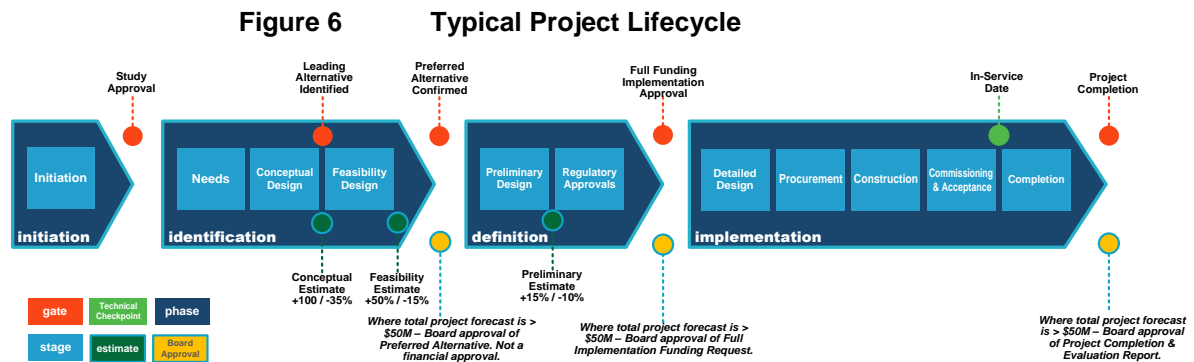 Figure 6 Typical Project Lifecycle
Study
Approval
Leading
Alternative
Identified
Preferred
Alternative
Confirmed
Full Funding
Implementation
Approval
In-Service
Date
Project
Completion
Initiation
initiation
Needs
Conceptual
Design
Feasibility
Design
identification
Preliminary
Design
Regulatory
Approvals
definition
Detailed
Design
Procurement
Construction
Commissioning
& Acceptance
Completion
implementation
Conceptual
Estimate
+100 / -35%
Feasibility
Estimate
+50% / -15%
Preliminary
Estimate
+15% / -10%
Where total project forecast is >
$50M – Board approval of
Preferred Alternative. Not a
financial approval.
Where total project forecast is >
$50M – Board approval of Full
Implementation Funding Request.
Where total project forecast
is > $50M – Board approval
of Project Completion &
Evaluation Report.
gate
Technical
Checkpoint
phase
stage
estimate
Board
Approval